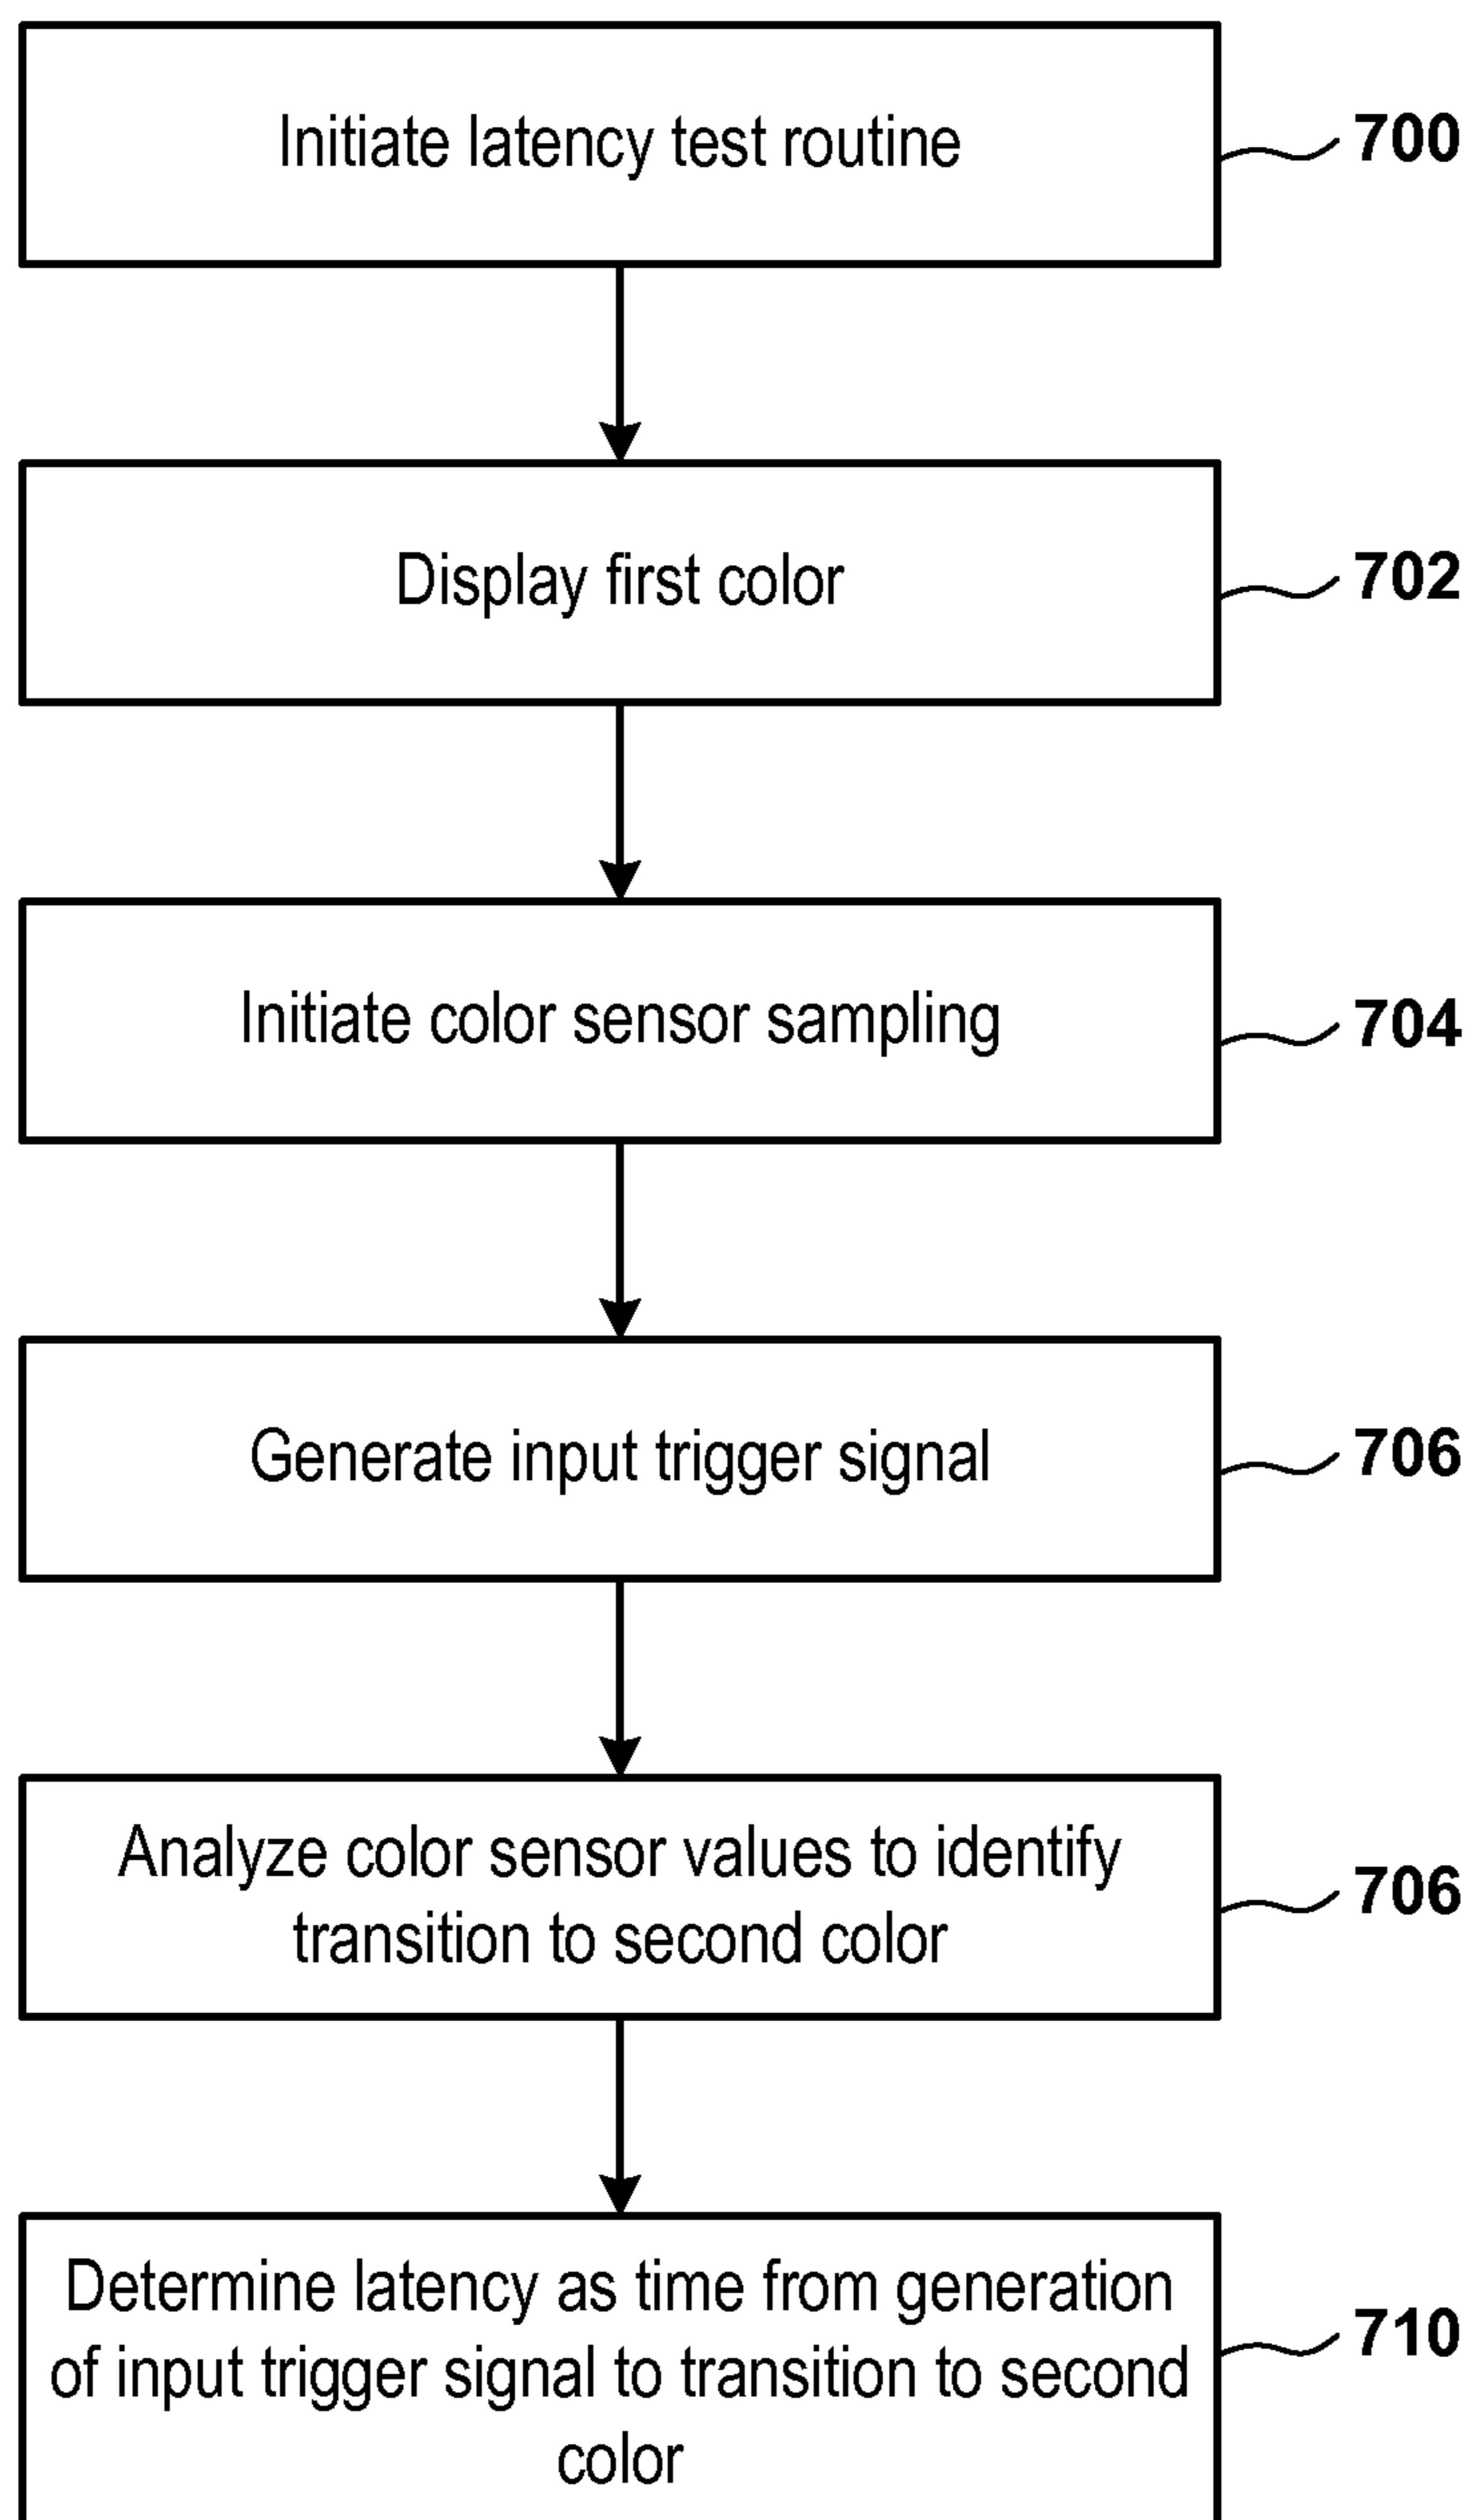 Initiate latency test routine
700
Display first color
702
Initiate color sensor sampling
704
Generate input trigger signal
706
Analyze color sensor values to identify
transition to second color
706
Determine latency as time from generation
of input trigger signal to transition to second
color
710